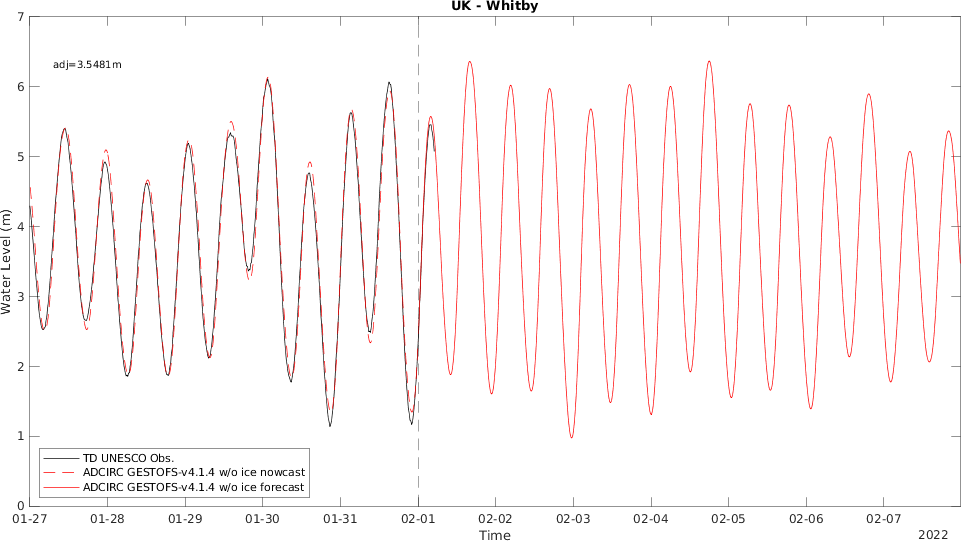 UK - Whitby
7
adj=3.5481m
6
5
4
3
2
1
0
Water Level (m)
TD UNESCO Obs.
ADCIRC GESTOFS-v4.1.4 w/o ice nowcast
ADCIRC GESTOFS-v4.1.4 w/o ice forecast
01-27 01-28 01-29 01-30 01-31 02-01 02-02 02-03 02-04 02-05 02-06 02-07
Time
2022